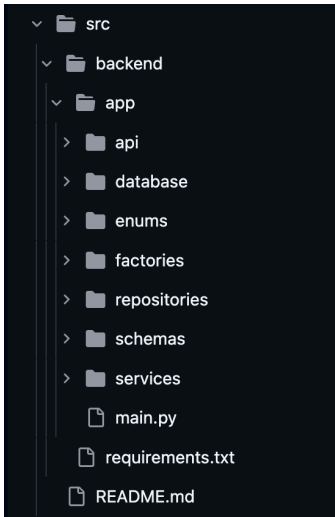 src
backend
app
api
database
enums
factories
repositories
schemas
services
main.py
requirements.txt
README.md